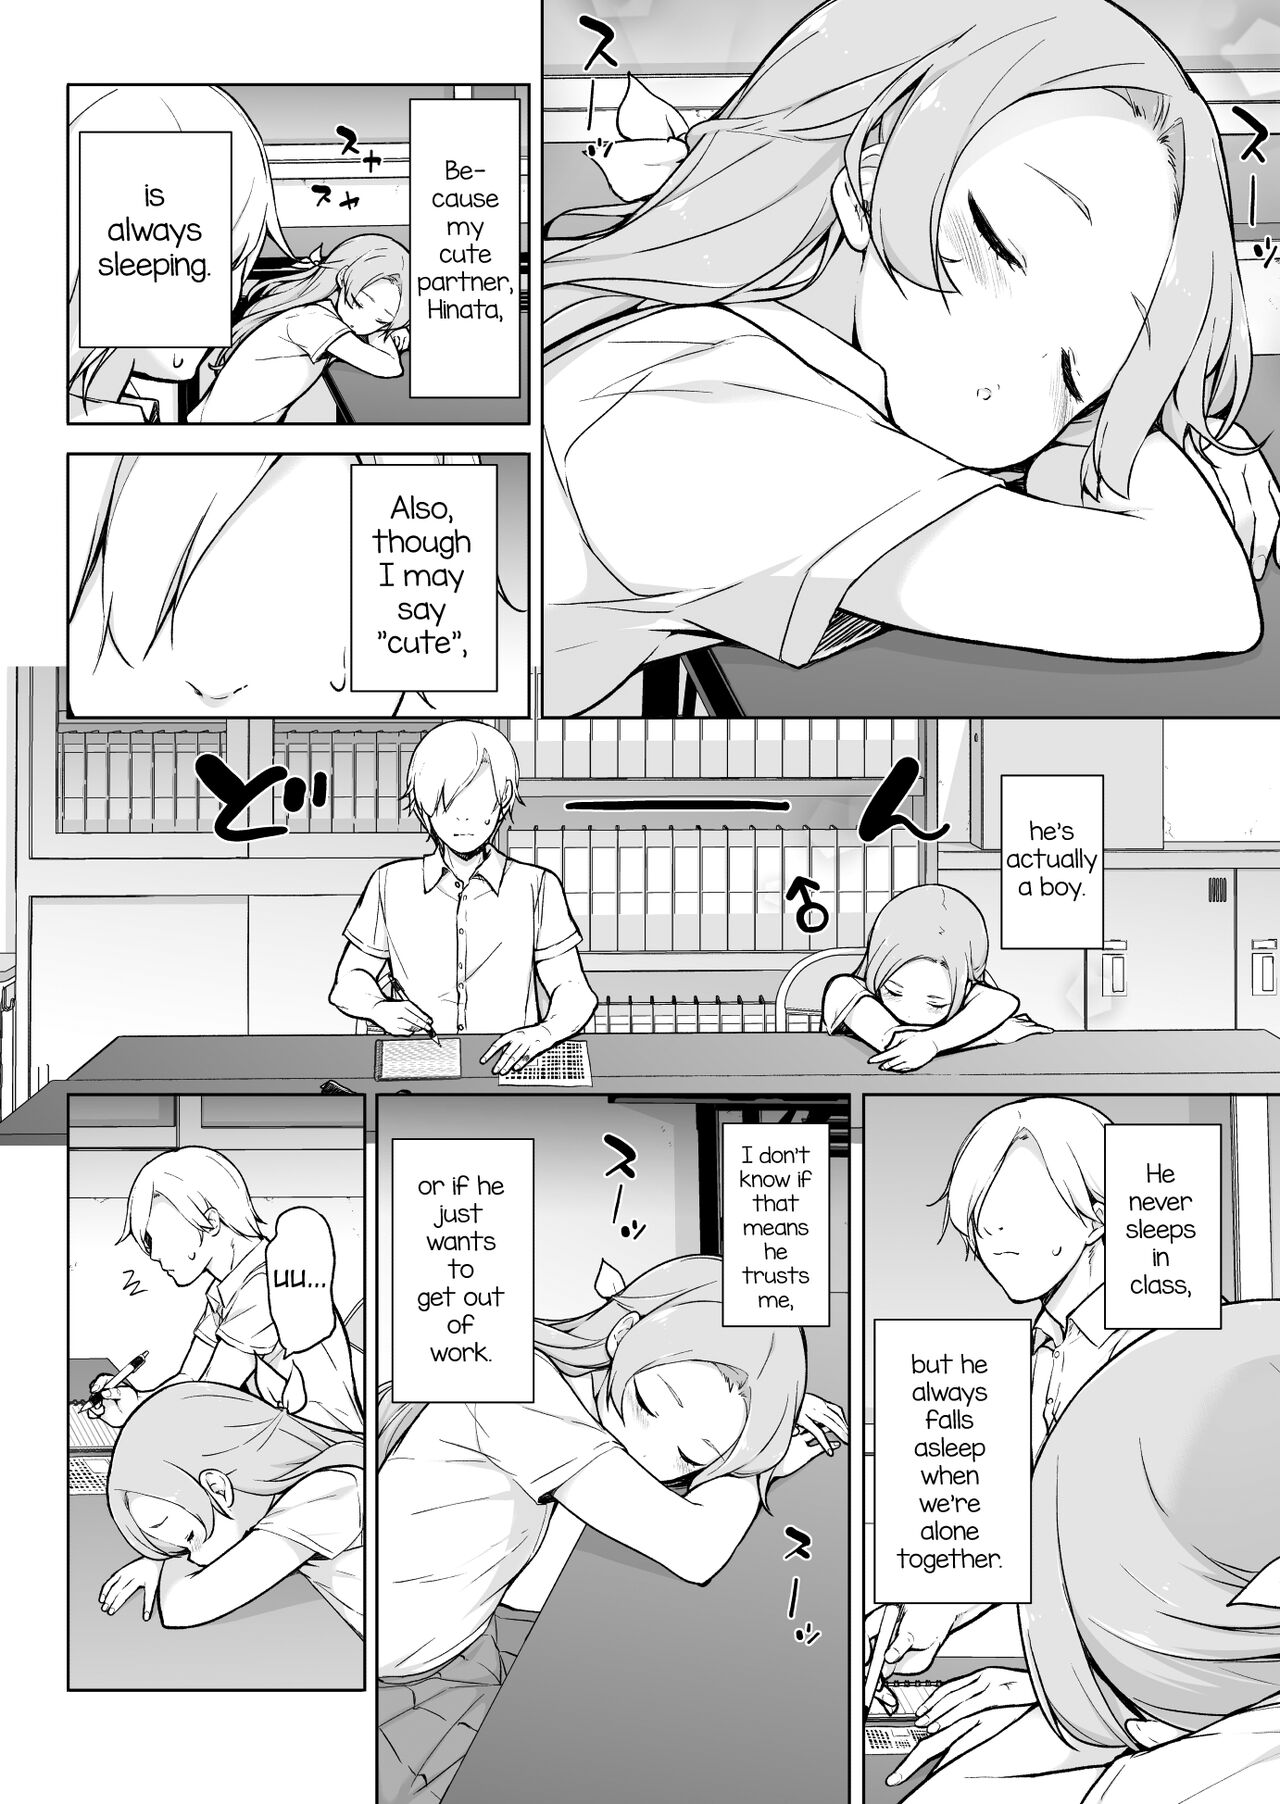 スーッ
スーッ
Be-
cause
my
cute
partner,
Hinata,
スヤ
スヤ
is
always
sleeping.
Also,
though
I may
say
"cute",
he's
actually
a boy.
ど ー ん
♂
He
never
sleeps
in
class,
but he
always
falls
asleep
when
we're
alone
together.
I don't
know if
that
means
he
trusts
me,
or if he
just
wants
to
get out
of
work.
スーッ
スーッ
uu...